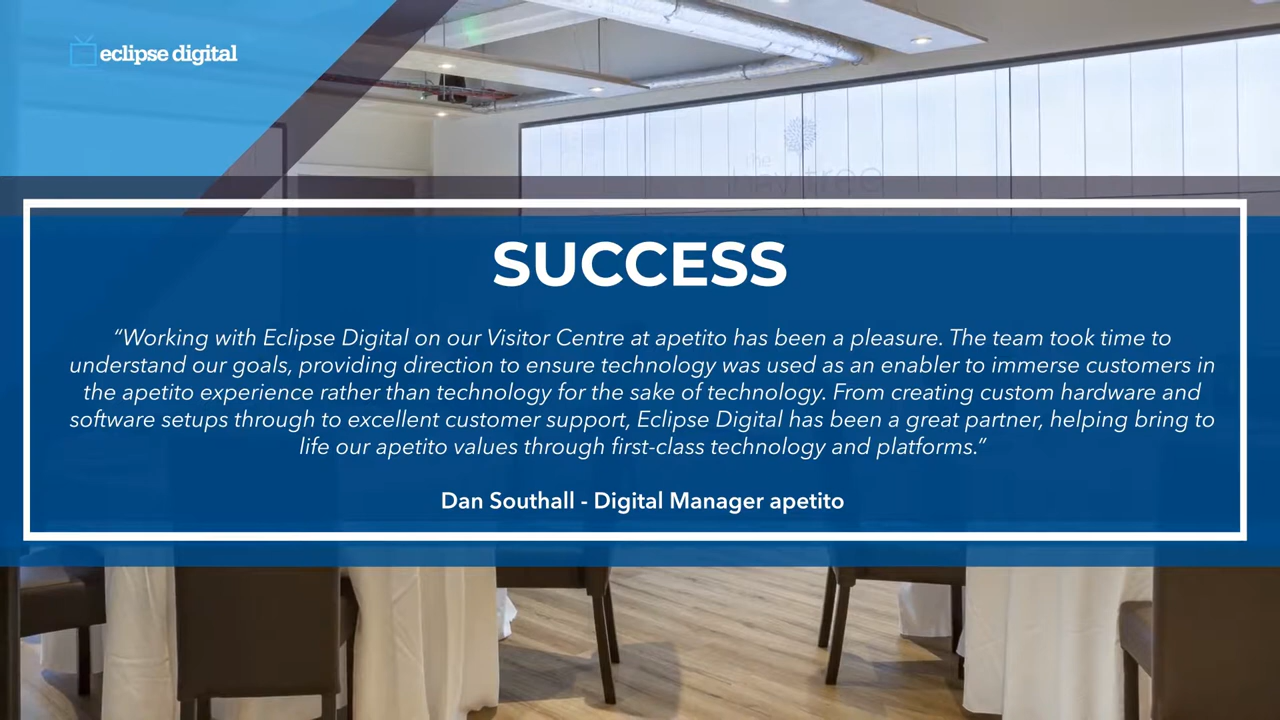 eclipse digital
the
bay tree
SUCCESS
“Working with Eclipse Digital on our Visitor Centre at apetito has been a pleasure. The team took time to
understand our goals, providing direction to ensure technology was used as an enabler to immerse customers in
the apetito experience rather than technology for the sake of technology. From creating custom hardware and
software setups through to excellent customer support, Eclipse Digital has been a great partner, helping bring to
life our apetito values through first-class technology and platforms.”
Dan Southall - Digital Manager apetito